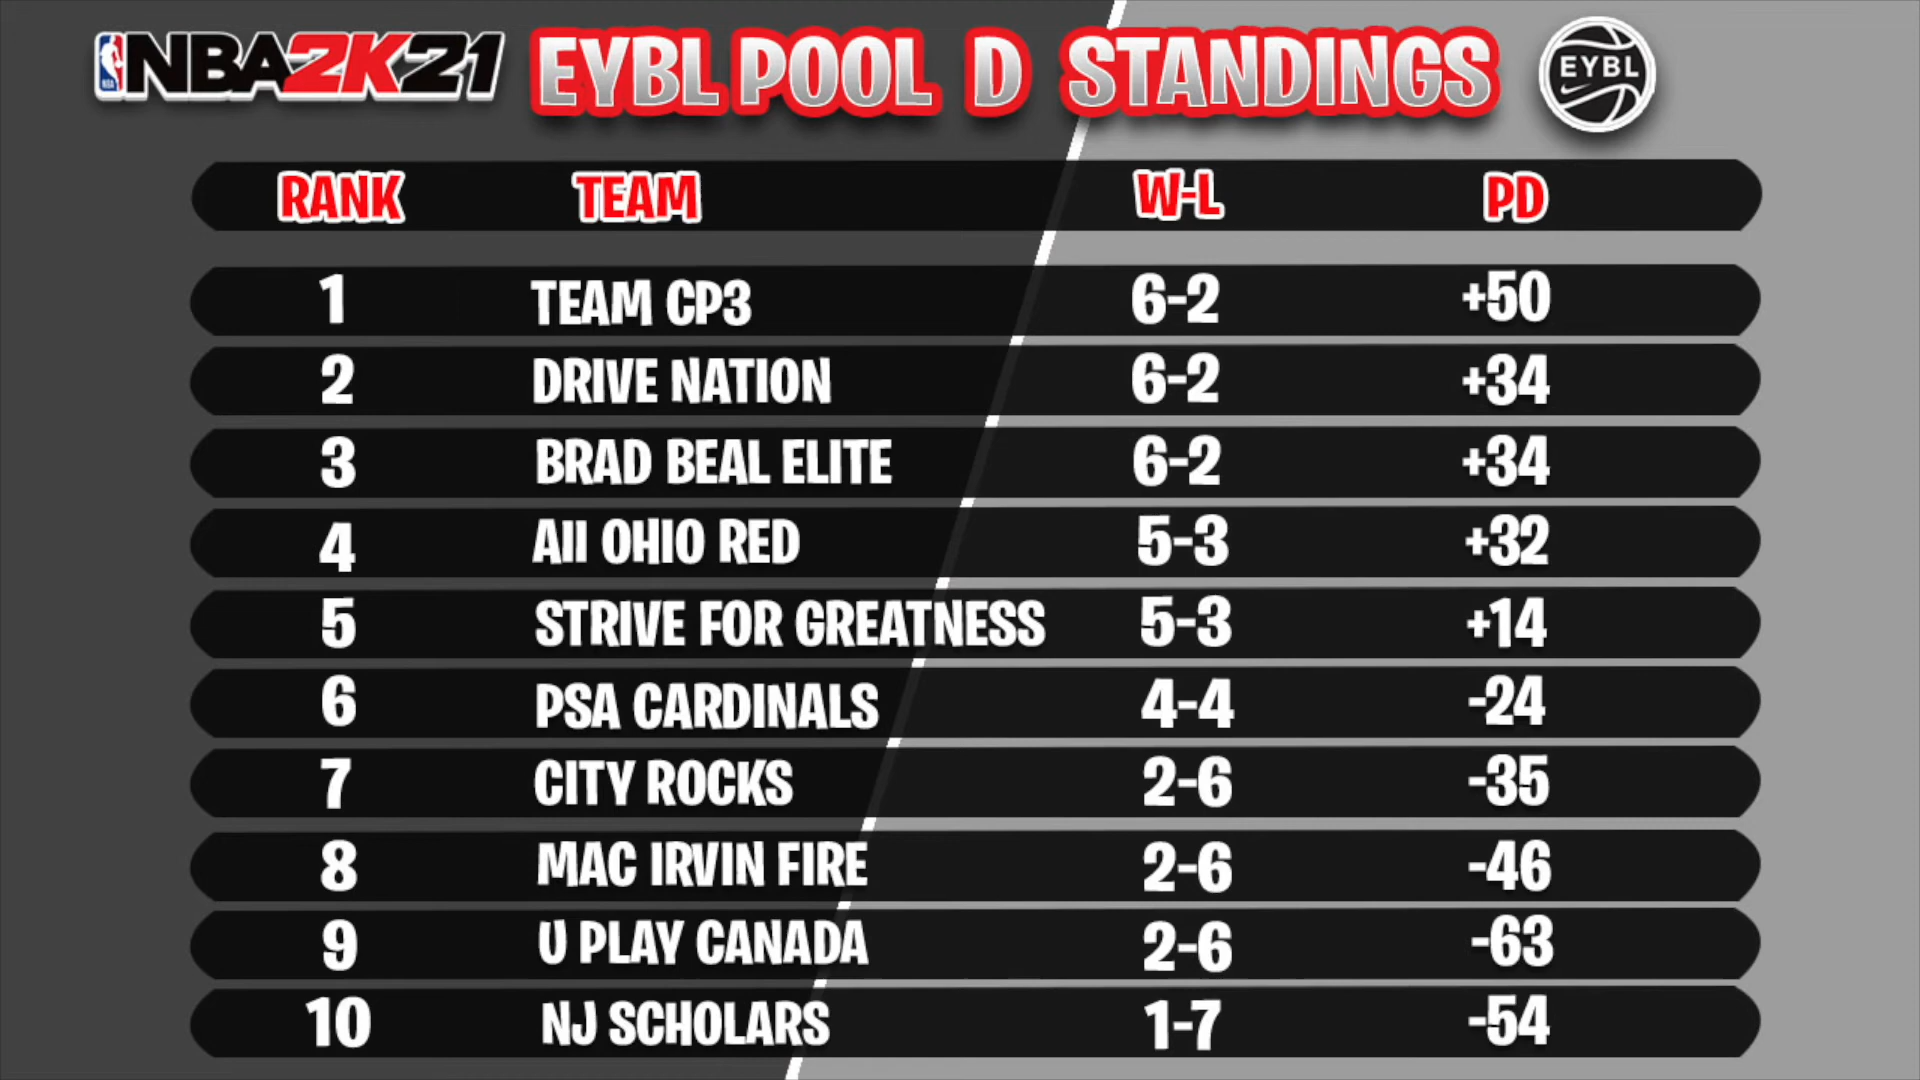 NBA2K21 EYBL POOL D STANDINGS EYBL
RANK TEAM W-L PD
1 TEAM CP3 6-2 +50
2 DRIVE NATION 6-2 +34
3 BRAD BEAL ELITE 6-2 +34
4 All OHIO RED 5-3 +32
5 STRIVE FOR GREATNESS 5-3 +14
6 PSA CARDINALS 4-4 -24
7 CITY ROCKS 2-6 -35
8 MAC IRVIN FIRE 2-6 -46
9 U PLAY CANADA 2-6 -63
10 NJ SCHOLARS 1-7 -54